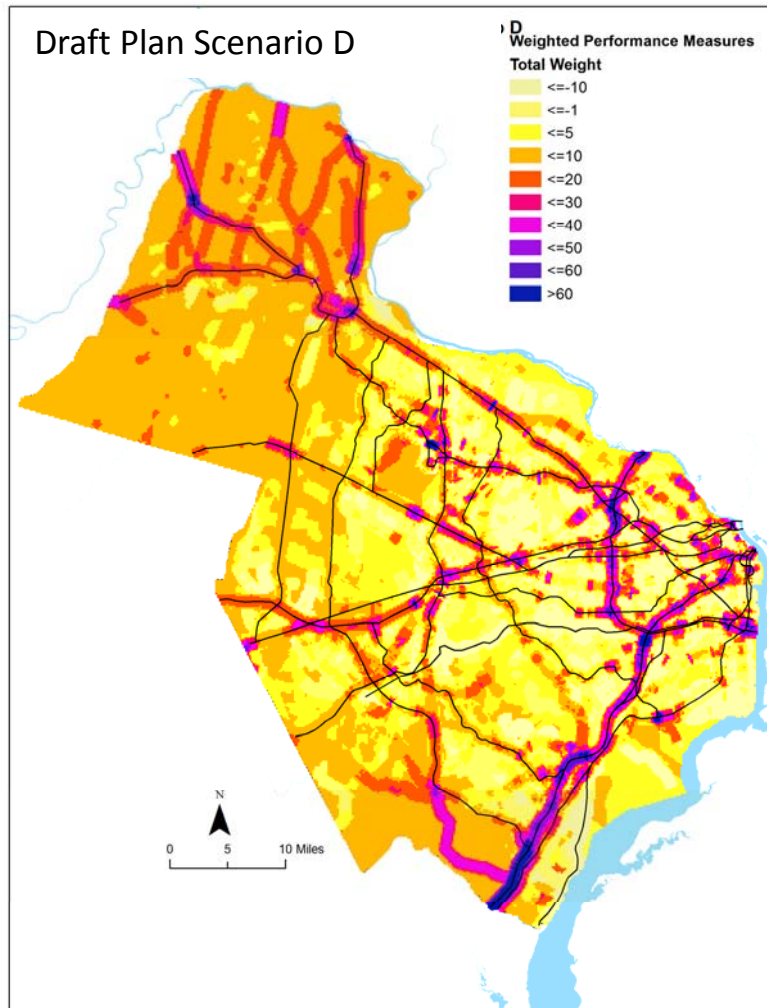 Draft Plan Scenario D
o D
Weighted Performance Measures
Total Weight
<=-10
<=-1
<=5
<=10
<=20
<=30
<=40
<=50
<=60
>60
N
0 5 10 Miles